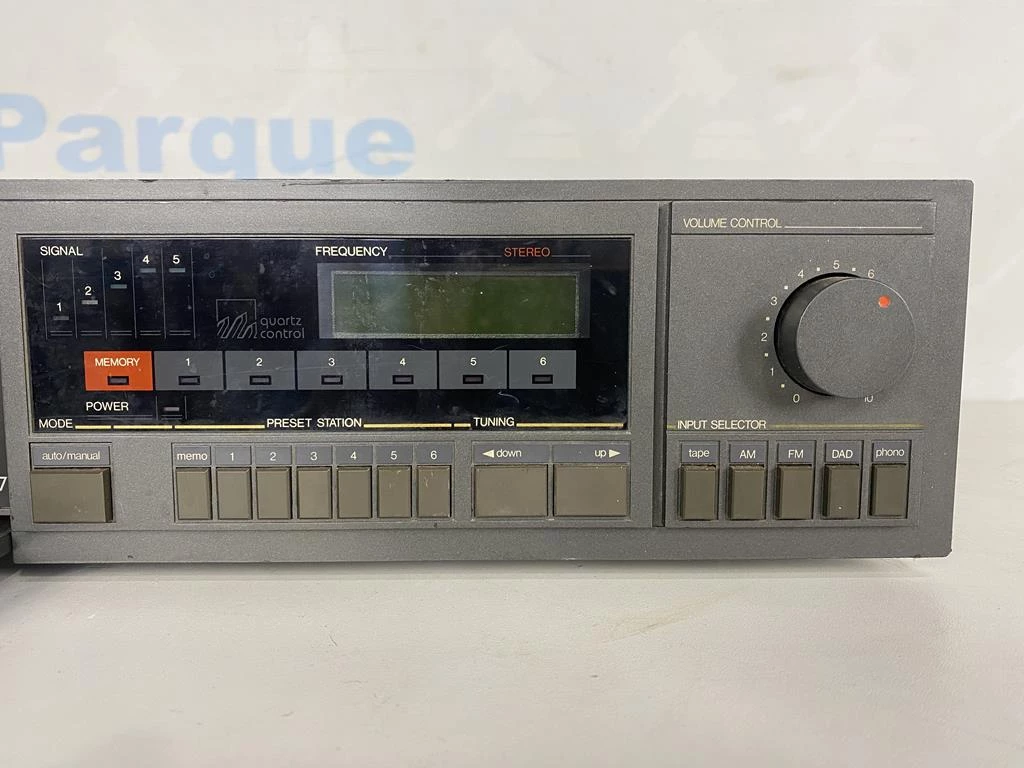 Parque
VOLUME CONTROL
SIGNAL
1 2 3 4 5
FREQUENCY STEREO
quartz
control
4 5 6
3
2
1
0 10
MEMORY 1 2 3 4 5 6
POWER
MODE PRESET STATION TUNING
INPUT SELECTOR
auto/manual memo 1 2 3 4 5 6 ◀ down up ▶
tape AM FM DAD phono
7